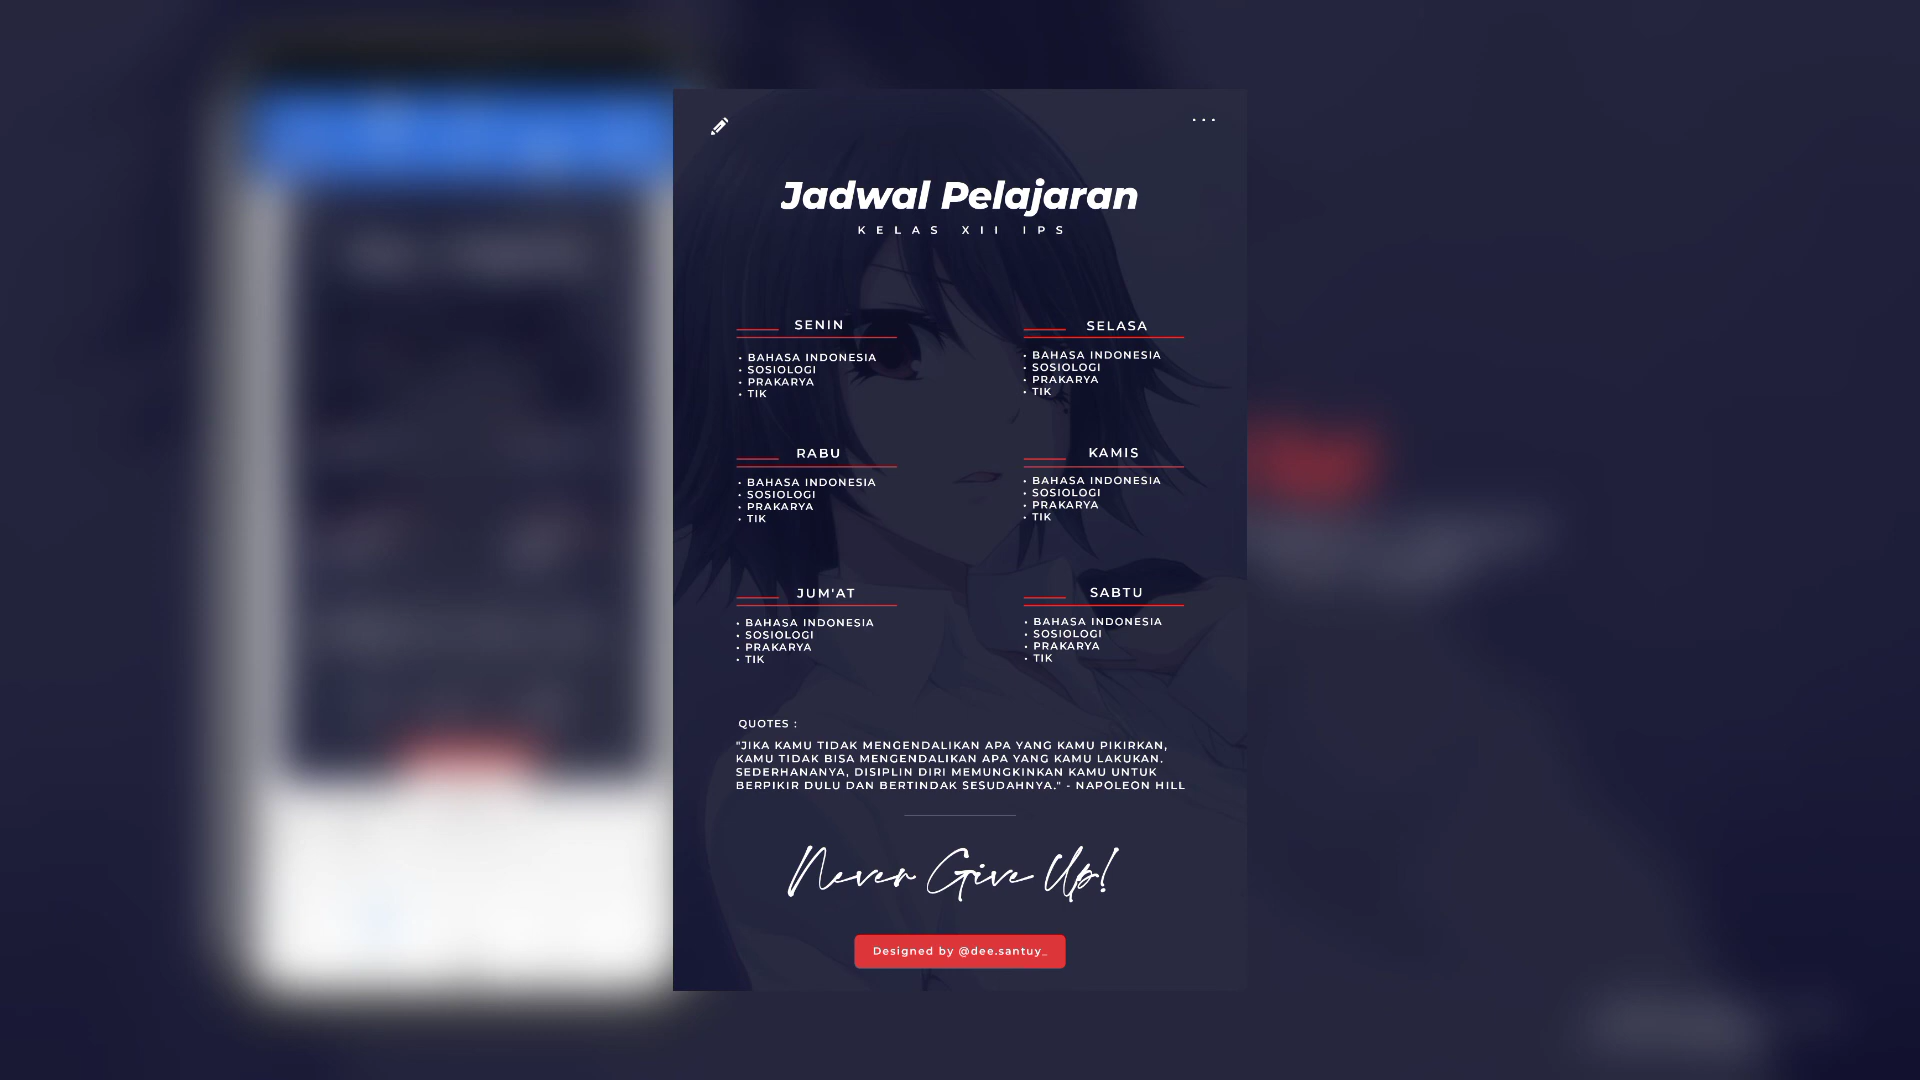 Jadwal Pelajaran
KELAS XII IPS
SENIN
• BAHASA INDONESIA
• SOSIOLOGI
• PRAKARYA
• TIK
SELASA
• BAHASA INDONESIA
• SOSIOLOGI
• PRAKARYA
• TIK
RABU
• BAHASA INDONESIA
• SOSIOLOGI
• PRAKARYA
• TIK
KAMIS
• BAHASA INDONESIA
• SOSIOLOGI
• PRAKARYA
• TIK
JUM'AT
• BAHASA INDONESIA
• SOSIOLOGI
• PRAKARYA
• TIK
SABTU
• BAHASA INDONESIA
• SOSIOLOGI
• PRAKARYA
• TIK
QUOTES :
"JIKA KAMU TIDAK MENGENDALIKAN APA YANG KAMU PIKIRKAN,
KAMU TIDAK BISA MENGENDALIKAN APA YANG KAMU LAKUKAN.
SEDERHANANYA, DISIPLIN DIRI MEMUNGKINKAN KAMU UNTUK
BERPIKIR DULU DAN BERTINDAK SESUDAHNYA." - NAPOLEON HILL
Never Give Up!
Designed by @dee.santuy_